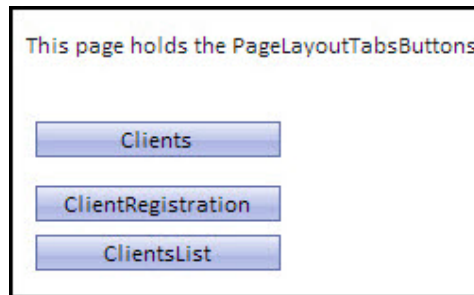 This page holds the PageLayoutTabsButtons
Clients
ClientRegistration
ClientsList